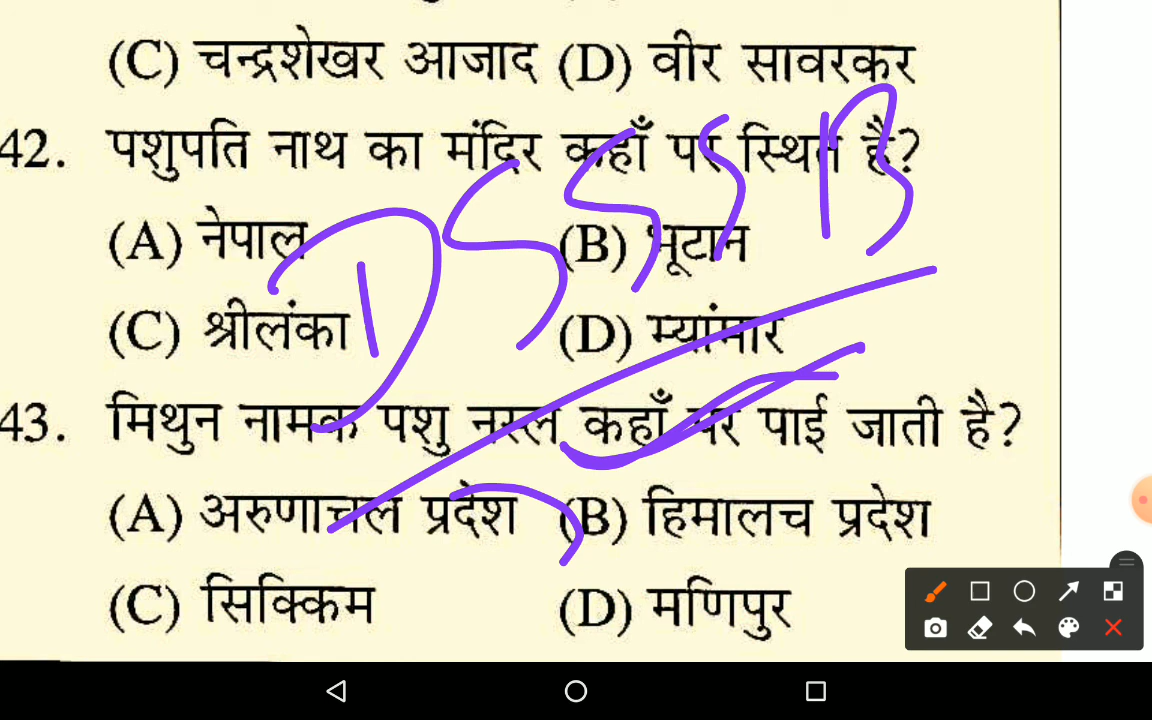 (C) चन्द्रशेखर आजाद (D) वीर सावरकर
42. पशुपति नाथ का मंदिर कहाँ पर स्थित है?
(A) नेपाल (B) भूटान
(C) श्रीलंका (D) म्यांमार
43. मिथुन नामक पशु नस्ल कहाँ पर पाई जाती है?
(A) अरुणाचल प्रदेश (B) हिमालच प्रदेश
(C) सिक्किम (D) मणिपुर
DSSSB